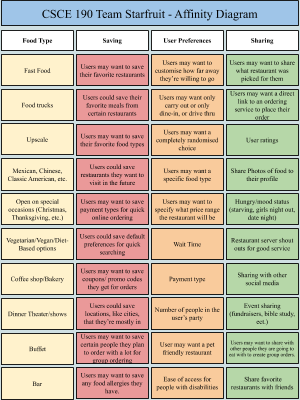 CSCE 190 Team Starfruit - Affinity Diagram
Food Type
Saving
User Preferences
Sharing
Fast Food
Users may want to save
their favorite restaurants
Users may want to
customise how far away
they're willing to go
Users may want to share
what restaurant was
picked for them
Food trucks
Users could save their
favorite meals from
certain restaurants
Users may want only
carry out or only
dine-in, or drive thru
Users may want a direct
link to an ordering
service to place their
order
Upscale
Users may want to save
their favorite food types
Users may want a
completely randomised
choice
User ratings
Mexican, Chinese,
Classic American, etc.
Users could save
restaurants they want to
visit in the future
Users may want a
specific food type
Share Photos of food to
their profile
Open on special
occasions (Christmas,
Thanksgiving, etc.)
Users may want to save
payment types for quick
online ordering
Users may want to
specify what price range
the restaurant will be
Hungry/mood status
(starving, girls night out,
date night)
Vegetarian/Vegan/Diet-
Based options
Users could save default
preferences for quick
searching
Wait Time
Restaurant server shout
outs for good service
Coffee shop/Bakery
Users may want to save
coupons/ promo codes
they get for orders
Payment type
Sharing with other
social media
Dinner Theater/shows
Users could save
locations, like cities,
that they're mostly in
Number of people in the
user's party
Event sharing
(fundraisers, bible study,
ect.)
Buffet
Users may want to save
certain people they plan
to order with a lot for
group ordering
User may want a pet
friendly restaurant
Users may want to share with
other people they are going to
eat with to create group orders.
Bar
Users may want to save
any food allergies they
have.
Ease of access for
people with disabilities
Share favorite
restaurants with friends